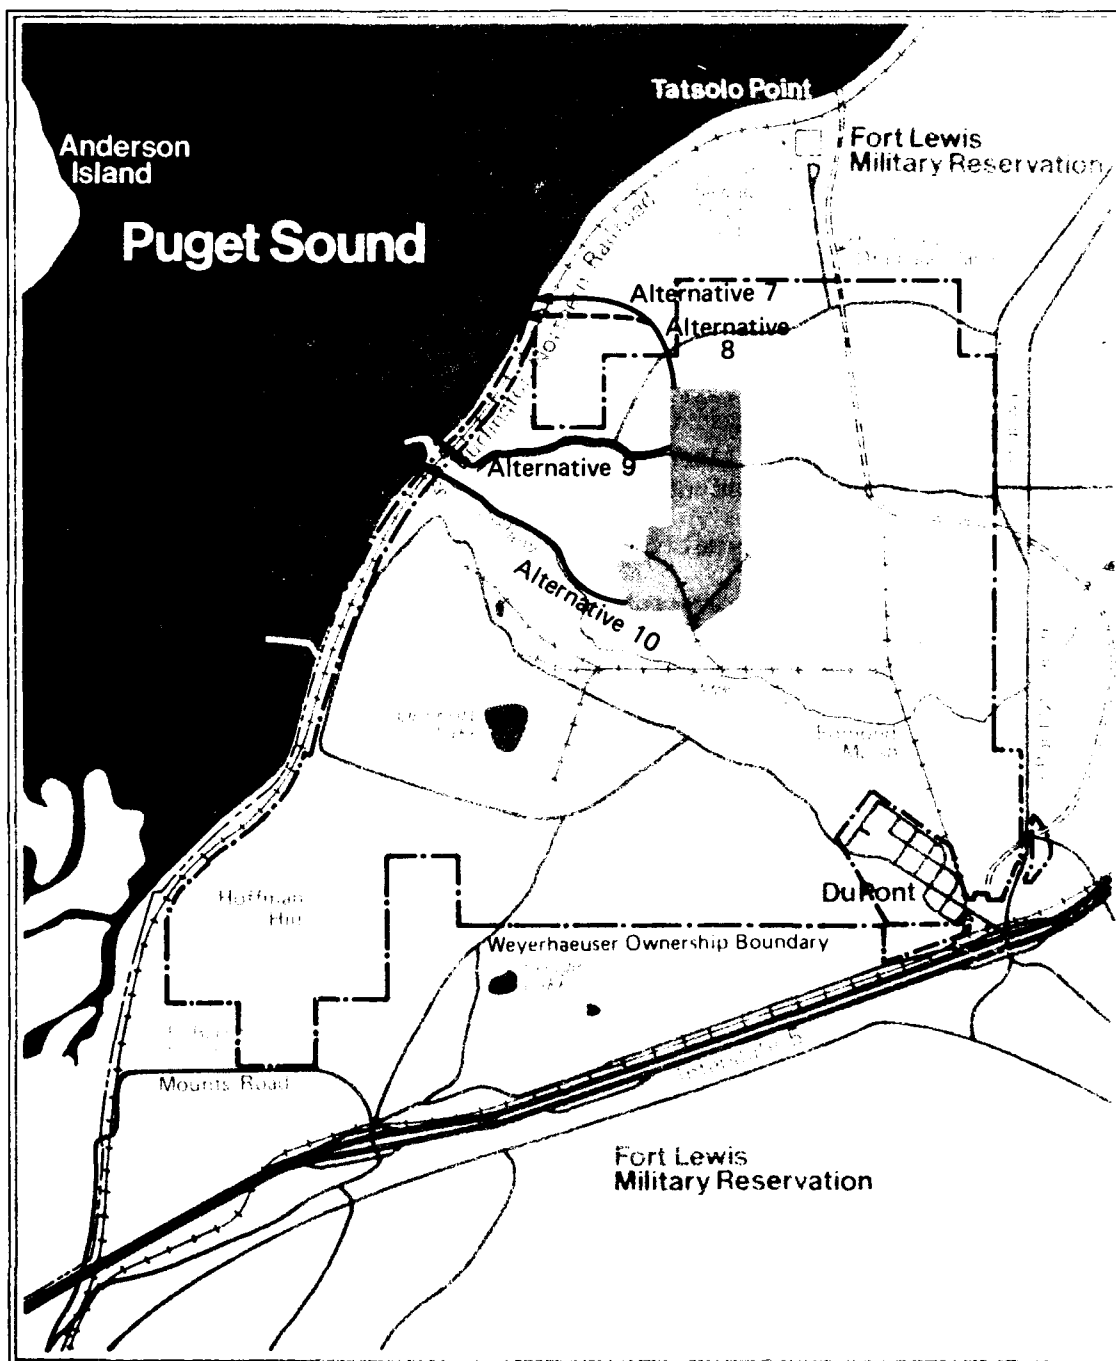 Tatsolo Point
Anderson
Island
Fort Lewis
Military Reservation
Puget Sound
Railroad
Alternative 7
Alternative
8
Alternative 9
Alternative 10
DuPont
Hoffman
Hill
Weyerhaeuser Ownership Boundary
Mounts Road
Fort Lewis
Military Reservation